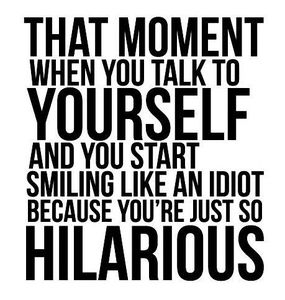 THAT MOMENT
WHEN YOU TALK TO
YOURSELF
AND YOU START
SMILING LIKE AN IDIOT
BECAUSE YOU'RE JUST SO
HILARIOUS